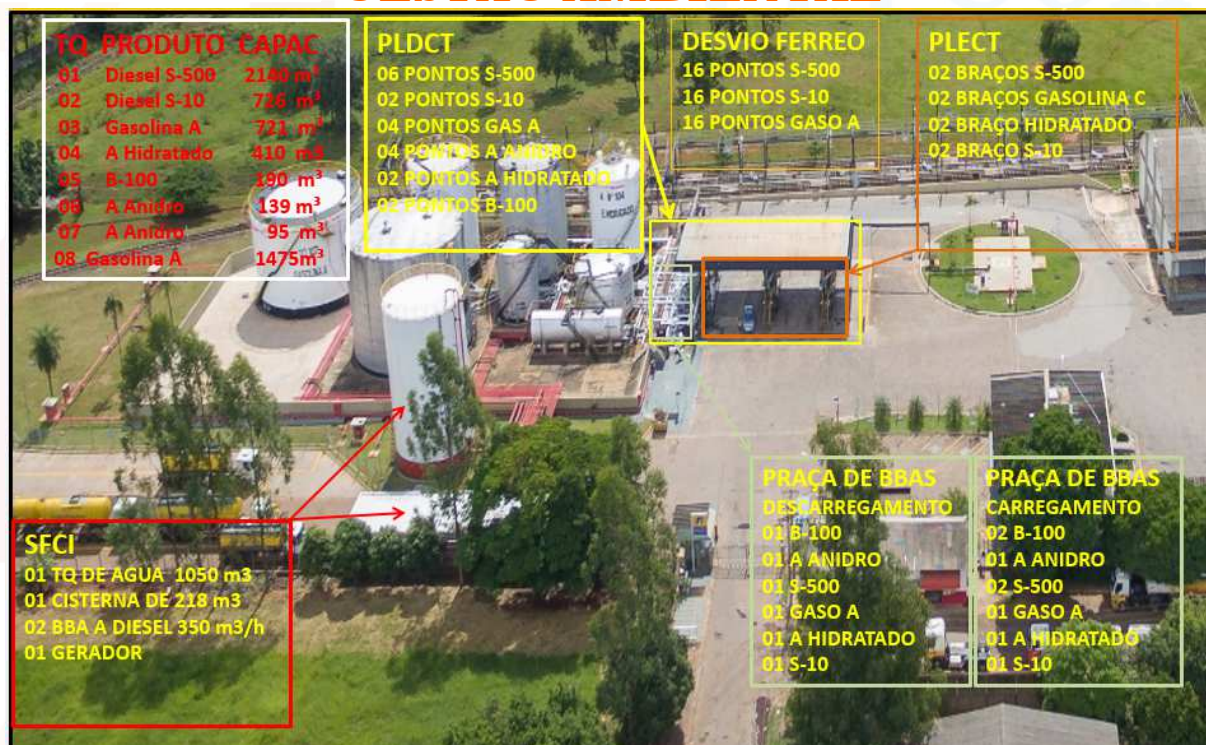 TQ PRODUTO CAPAC
01 Diesel S-500 2140 m³
02 Diesel S-10 726 m³
03 Gasolina A 721 m³
04 A Hidratado 410 m3
05 B-100 190 m³
06 A Anidro 139 m³
07 A Anidro 95 m³
08 Gasolina A 1475m³
PLDCT
06 PONTOS S-500
02 PONTOS S-10
04 PONTOS GAS A
04 PONTOS A ANIDRO
02 PONTOS A HIDRATADO
02 PONTOS B-100
DESVIO FERREO
16 PONTOS S-500
16 PONTOS S-10
16 PONTOS GASO A
PLECT
02 BRAÇOS S-500
02 BRAÇOS GASOLINA C
02 BRAÇO HIDRATADO
02 BRAÇO S-10
SFCI
01 TQ DE AGUA 1050 m3
01 CISTERNA DE 218 m3
02 BBA A DIESEL 350 m3/h
01 GERADOR
PRAÇA DE BBAS
DESCARREGAMENTO
01 B-100
01 A ANIDRO
01 S-500
01 GASO A
01 A HIDRATADO
01 S-10
PRAÇA DE BBAS
CARREGAMENTO
02 B-100
01 A ANIDRO
02 S-500
01 GASO A
01 A HIDRATADO
01 S-10